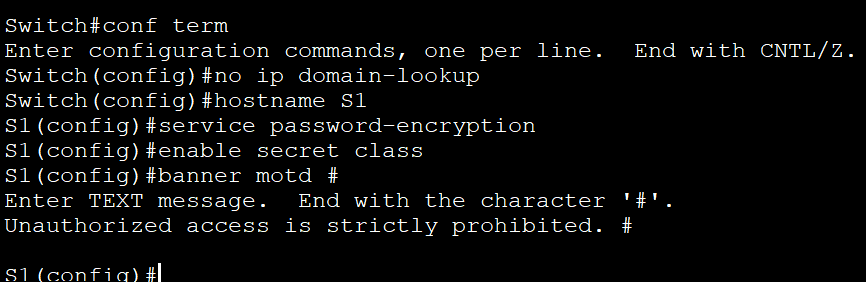 Switch#conf term
Enter configuration commands, one per line.  End with CNTL/Z.
Switch(config)#no ip domain-lookup
Switch(config)#hostname S1
S1(config)#service password-encryption
S1(config)#enable secret class
S1(config)#banner motd #
Enter TEXT message.  End with the character '#'.
Unauthorized access is strictly prohibited. #
S1(config)#